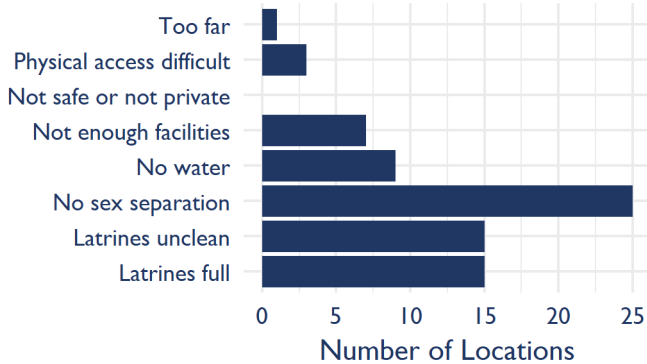 Too far
Physical access difficult
Not safe or not private
Not enough facilities
No water
No sex separation
Latrines unclean
Latrines full
0 5 10 15 20 25
Number of Locations